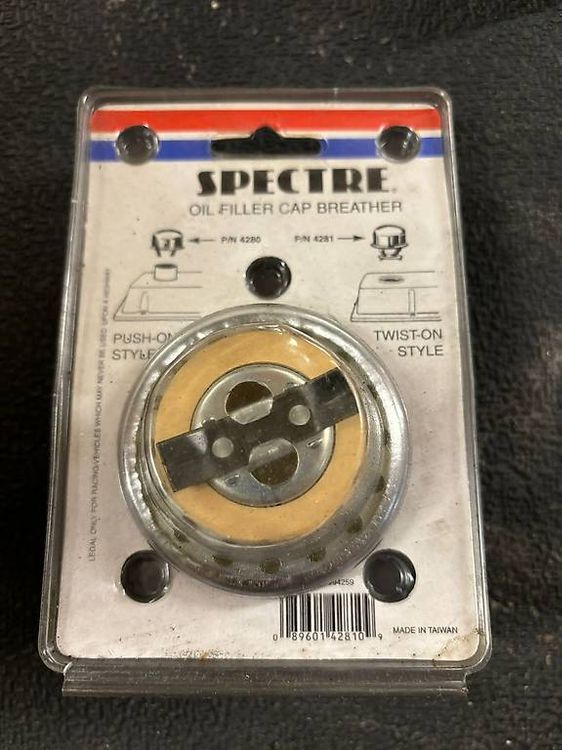 SPECTRE®
OIL FILLER CAP BREATHER
P/N 4280 P/N 4281
PUSH-ON TWIST-ON
STYLE STYLE
LEGAL ONLY FOR RACING VEHICLES WHICH MAY NEVER BE USED UPON A HIGHWAY
94259
0 89601 42810 9
MADE IN TAIWAN